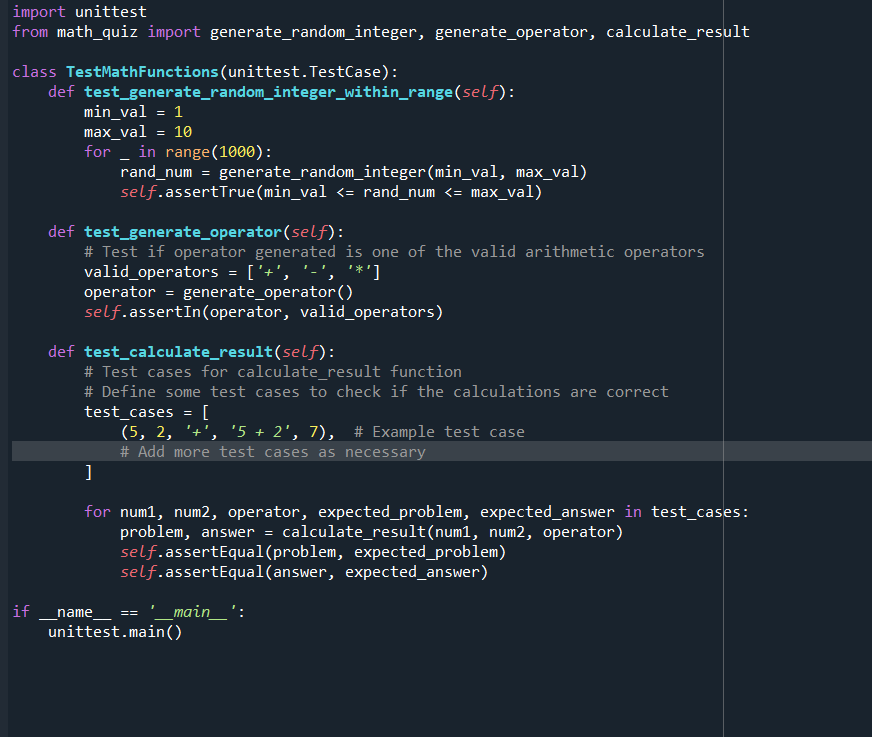 import unittest
from math_quiz import generate_random_integer, generate_operator, calculate_result

class TestMathFunctions(unittest.TestCase):
    def test_generate_random_integer_within_range(self):
        min_val = 1
        max_val = 10
        for _ in range(1000):
            rand_num = generate_random_integer(min_val, max_val)
            self.assertTrue(min_val <= rand_num <= max_val)

    def test_generate_operator(self):
        # Test if operator generated is one of the valid arithmetic operators
        valid_operators = ['+', '-', '*']
        operator = generate_operator()
        self.assertIn(operator, valid_operators)

    def test_calculate_result(self):
        # Test cases for calculate_result function
        # Define some test cases to check if the calculations are correct
        test_cases = [
            (5, 2, '+', '5 + 2', 7),  # Example test case
            # Add more test cases as necessary
        ]

        for num1, num2, operator, expected_problem, expected_answer in test_cases:
            problem, answer = calculate_result(num1, num2, operator)
            self.assertEqual(problem, expected_problem)
            self.assertEqual(answer, expected_answer)

if __name__ == '__main__':
    unittest.main()